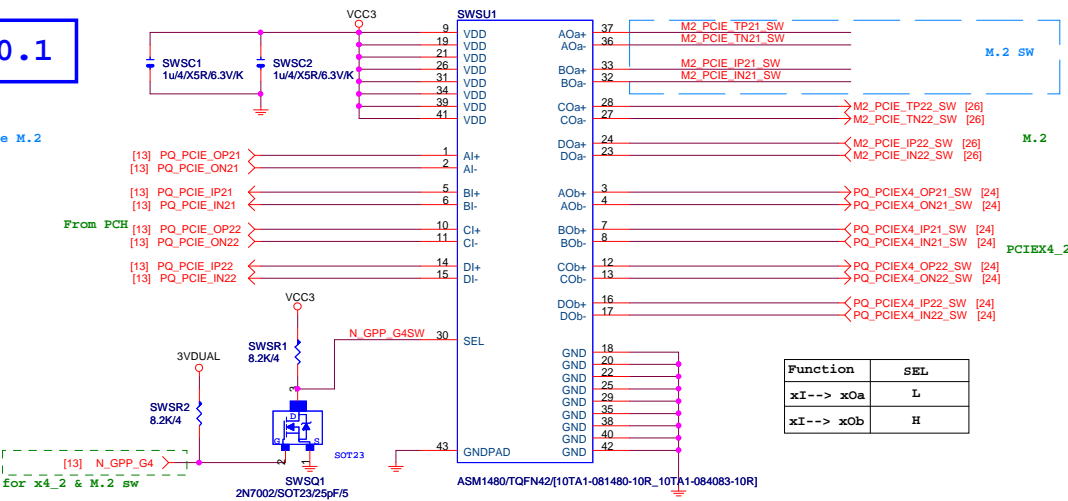 0.1
e M.2
VCC3
SWSC1
1u/4/X5R/6.3V/K
SWSC2
1u/4/X5R/6.3V/K
SWSU1
9 VDD
19 VDD
21 VDD
26 VDD
31 VDD
34 VDD
39 VDD
41 VDD
AOa+ 37 M2_PCIE_TP21_SW
AOa- 36 M2_PCIE_TN21_SW
BOa+ 33 M2_PCIE_IP21_SW
BOa- 32 M2_PCIE_IN21_SW
M.2 SW
COa+ 28 M2_PCIE_TP22_SW [26]
COa- 27 M2_PCIE_TN22_SW [26]
M.2
DOa+ 24 M2_PCIE_IP22_SW [26]
DOa- 23 M2_PCIE_IN22_SW [26]
From PCH
[13] PQ_PCIE_OP21 1 AI+
[13] PQ_PCIE_ON21 2 AI-
[13] PQ_PCIE_IP21 5 BI+
[13] PQ_PCIE_IN21 6 BI-
[13] PQ_PCIE_OP22 10 CI+
[13] PQ_PCIE_ON22 11 CI-
[13] PQ_PCIE_IP22 14 DI+
[13] PQ_PCIE_IN22 15 DI-
AOb+ 3 PQ_PCIEX4_OP21_SW [24]
AOb- 4 PQ_PCIEX4_ON21_SW [24]
BOb+ 7 PQ_PCIEX4_IP21_SW [24]
BOb- 8 PQ_PCIEX4_IN21_SW [24]
PCIEX4_2
COb+ 12 PQ_PCIEX4_OP22_SW [24]
COb- 13 PQ_PCIEX4_ON22_SW [24]
DOb+ 16 PQ_PCIEX4_IP22_SW [24]
DOb- 17 PQ_PCIEX4_IN22_SW [24]
VCC3
SWSR1
8.2K/4
N_GPP_G4SW 30 SEL
3VDUAL
SWSR2
8.2K/4
3
D
G
S
2
1
SOT23
SWSQ1
2N7002/SOT23/25pF/5
[13] N_GPP_G4
for x4_2 & M.2 sw
43 GNDPAD
GND 18
GND 20
GND 22
GND 25
GND 29
GND 35
GND 38
GND 40
GND 42
ASM1480/TQFN42/[10TA1-081480-10R_10TA1-084083-10R]
Function SEL
xI--> xOa L
xI--> xOb H